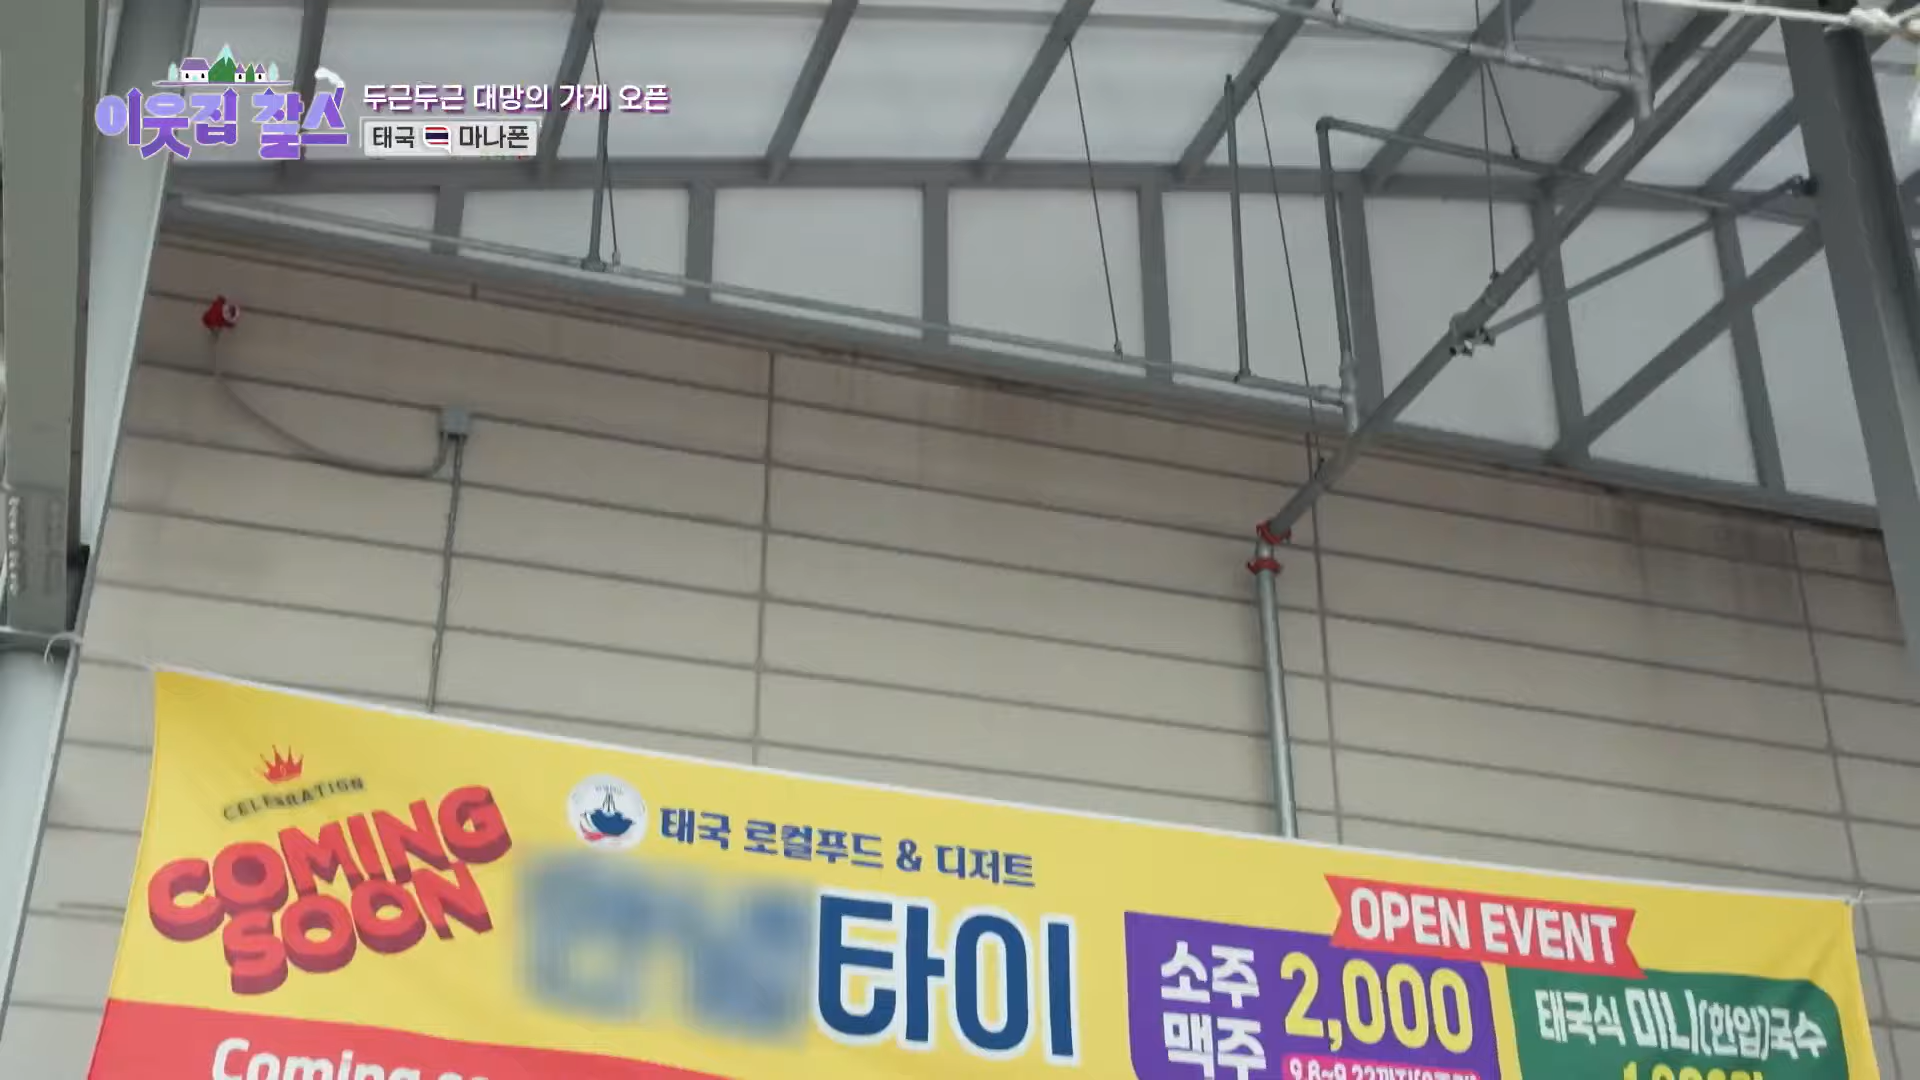 이웃집 찰스
두근두근 대망의 가게 오픈
태국 마나폰
CELEBRATION
COMING
SOON
태국 로컬푸드 & 디저트
타이
OPEN EVENT
소주
맥주
2,000
태국식 미니(한입)국수
Coming